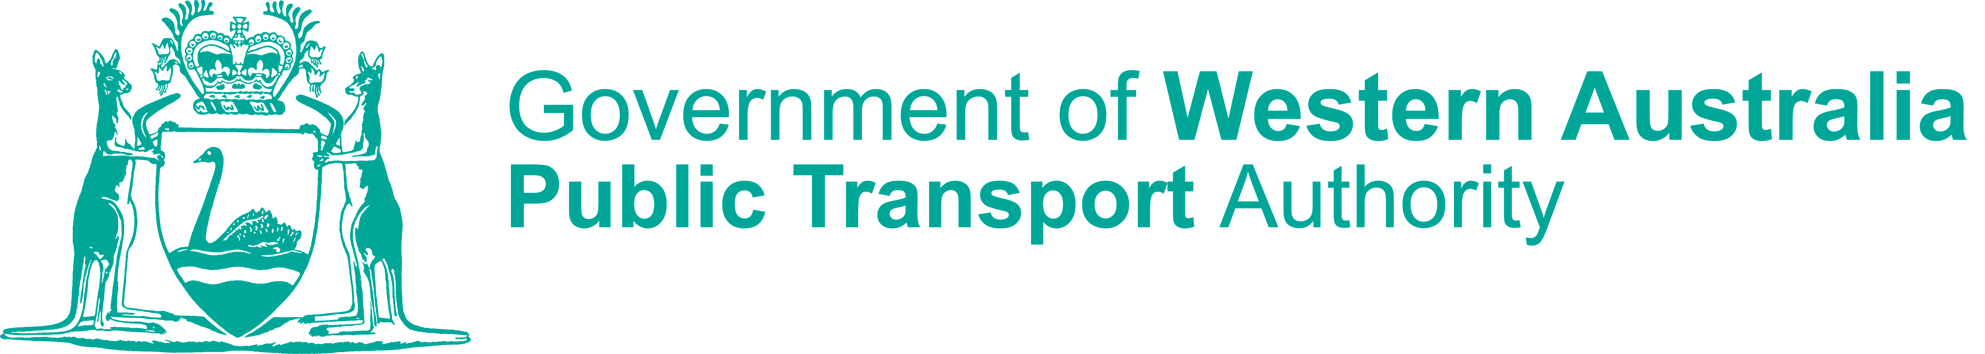 Government of Western Australia
Public Transport Authority